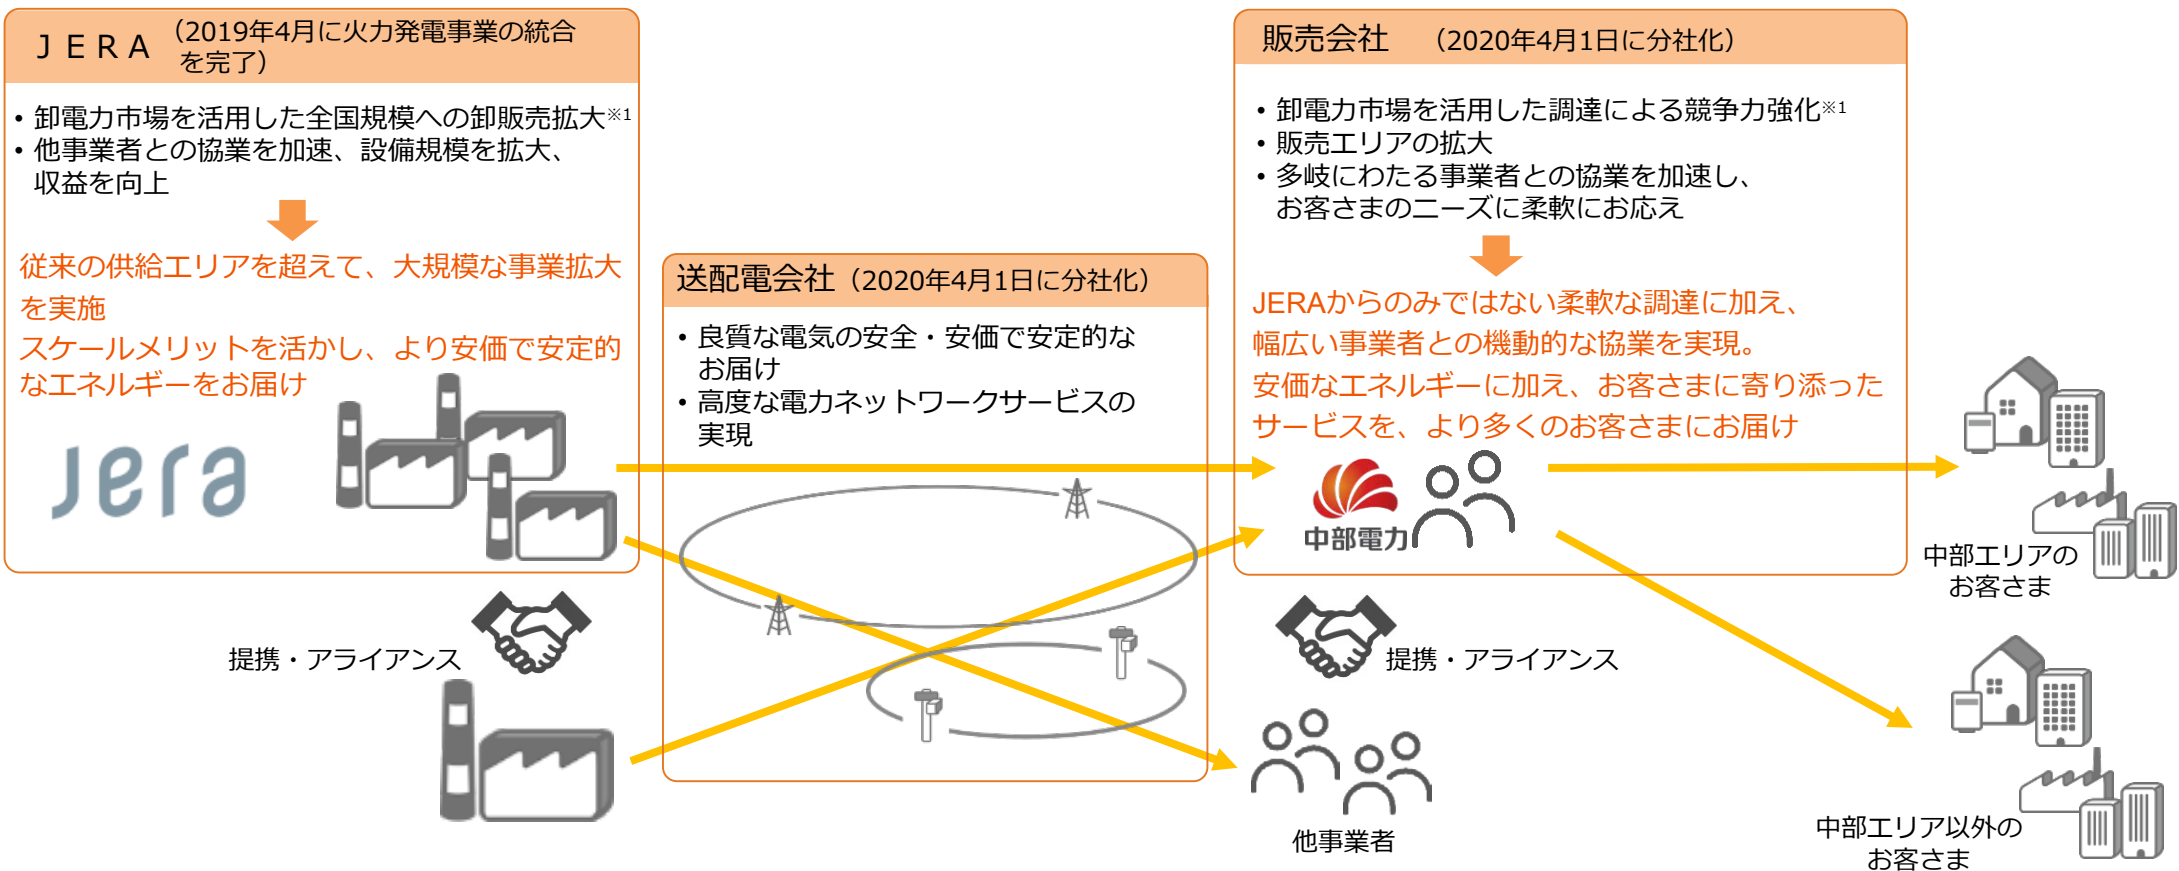 ＪＥＲＡ （2019年4月に火力発電事業の統合
を完了）
• 卸電力市場を活用した全国規模への卸販売拡大※1
• 他事業者との協業を加速、設備規模を拡大、
収益を向上
従来の供給エリアを超えて、大規模な事業拡大
を実施
スケールメリットを活かし、より安価で安定的
なエネルギーをお届け
Jera
提携・アライアンス
送配電会社（2020年4月1日に分社化）
• 良質な電気の安全・安価で安定的な
お届け
• 高度な電力ネットワークサービスの
実現
販売会社 （2020年4月1日に分社化）
• 卸電力市場を活用した調達による競争力強化※1
• 販売エリアの拡大
• 多岐にわたる事業者との協業を加速し、
お客さまのニーズに柔軟にお応え
JERAからのみではない柔軟な調達に加え、
幅広い事業者との機動的な協業を実現。
安価なエネルギーに加え、お客さまに寄り添った
サービスを、より多くのお客さまにお届け
中部電力
提携・アライアンス
他事業者
中部エリアの
お客さま
中部エリア以外の
お客さま